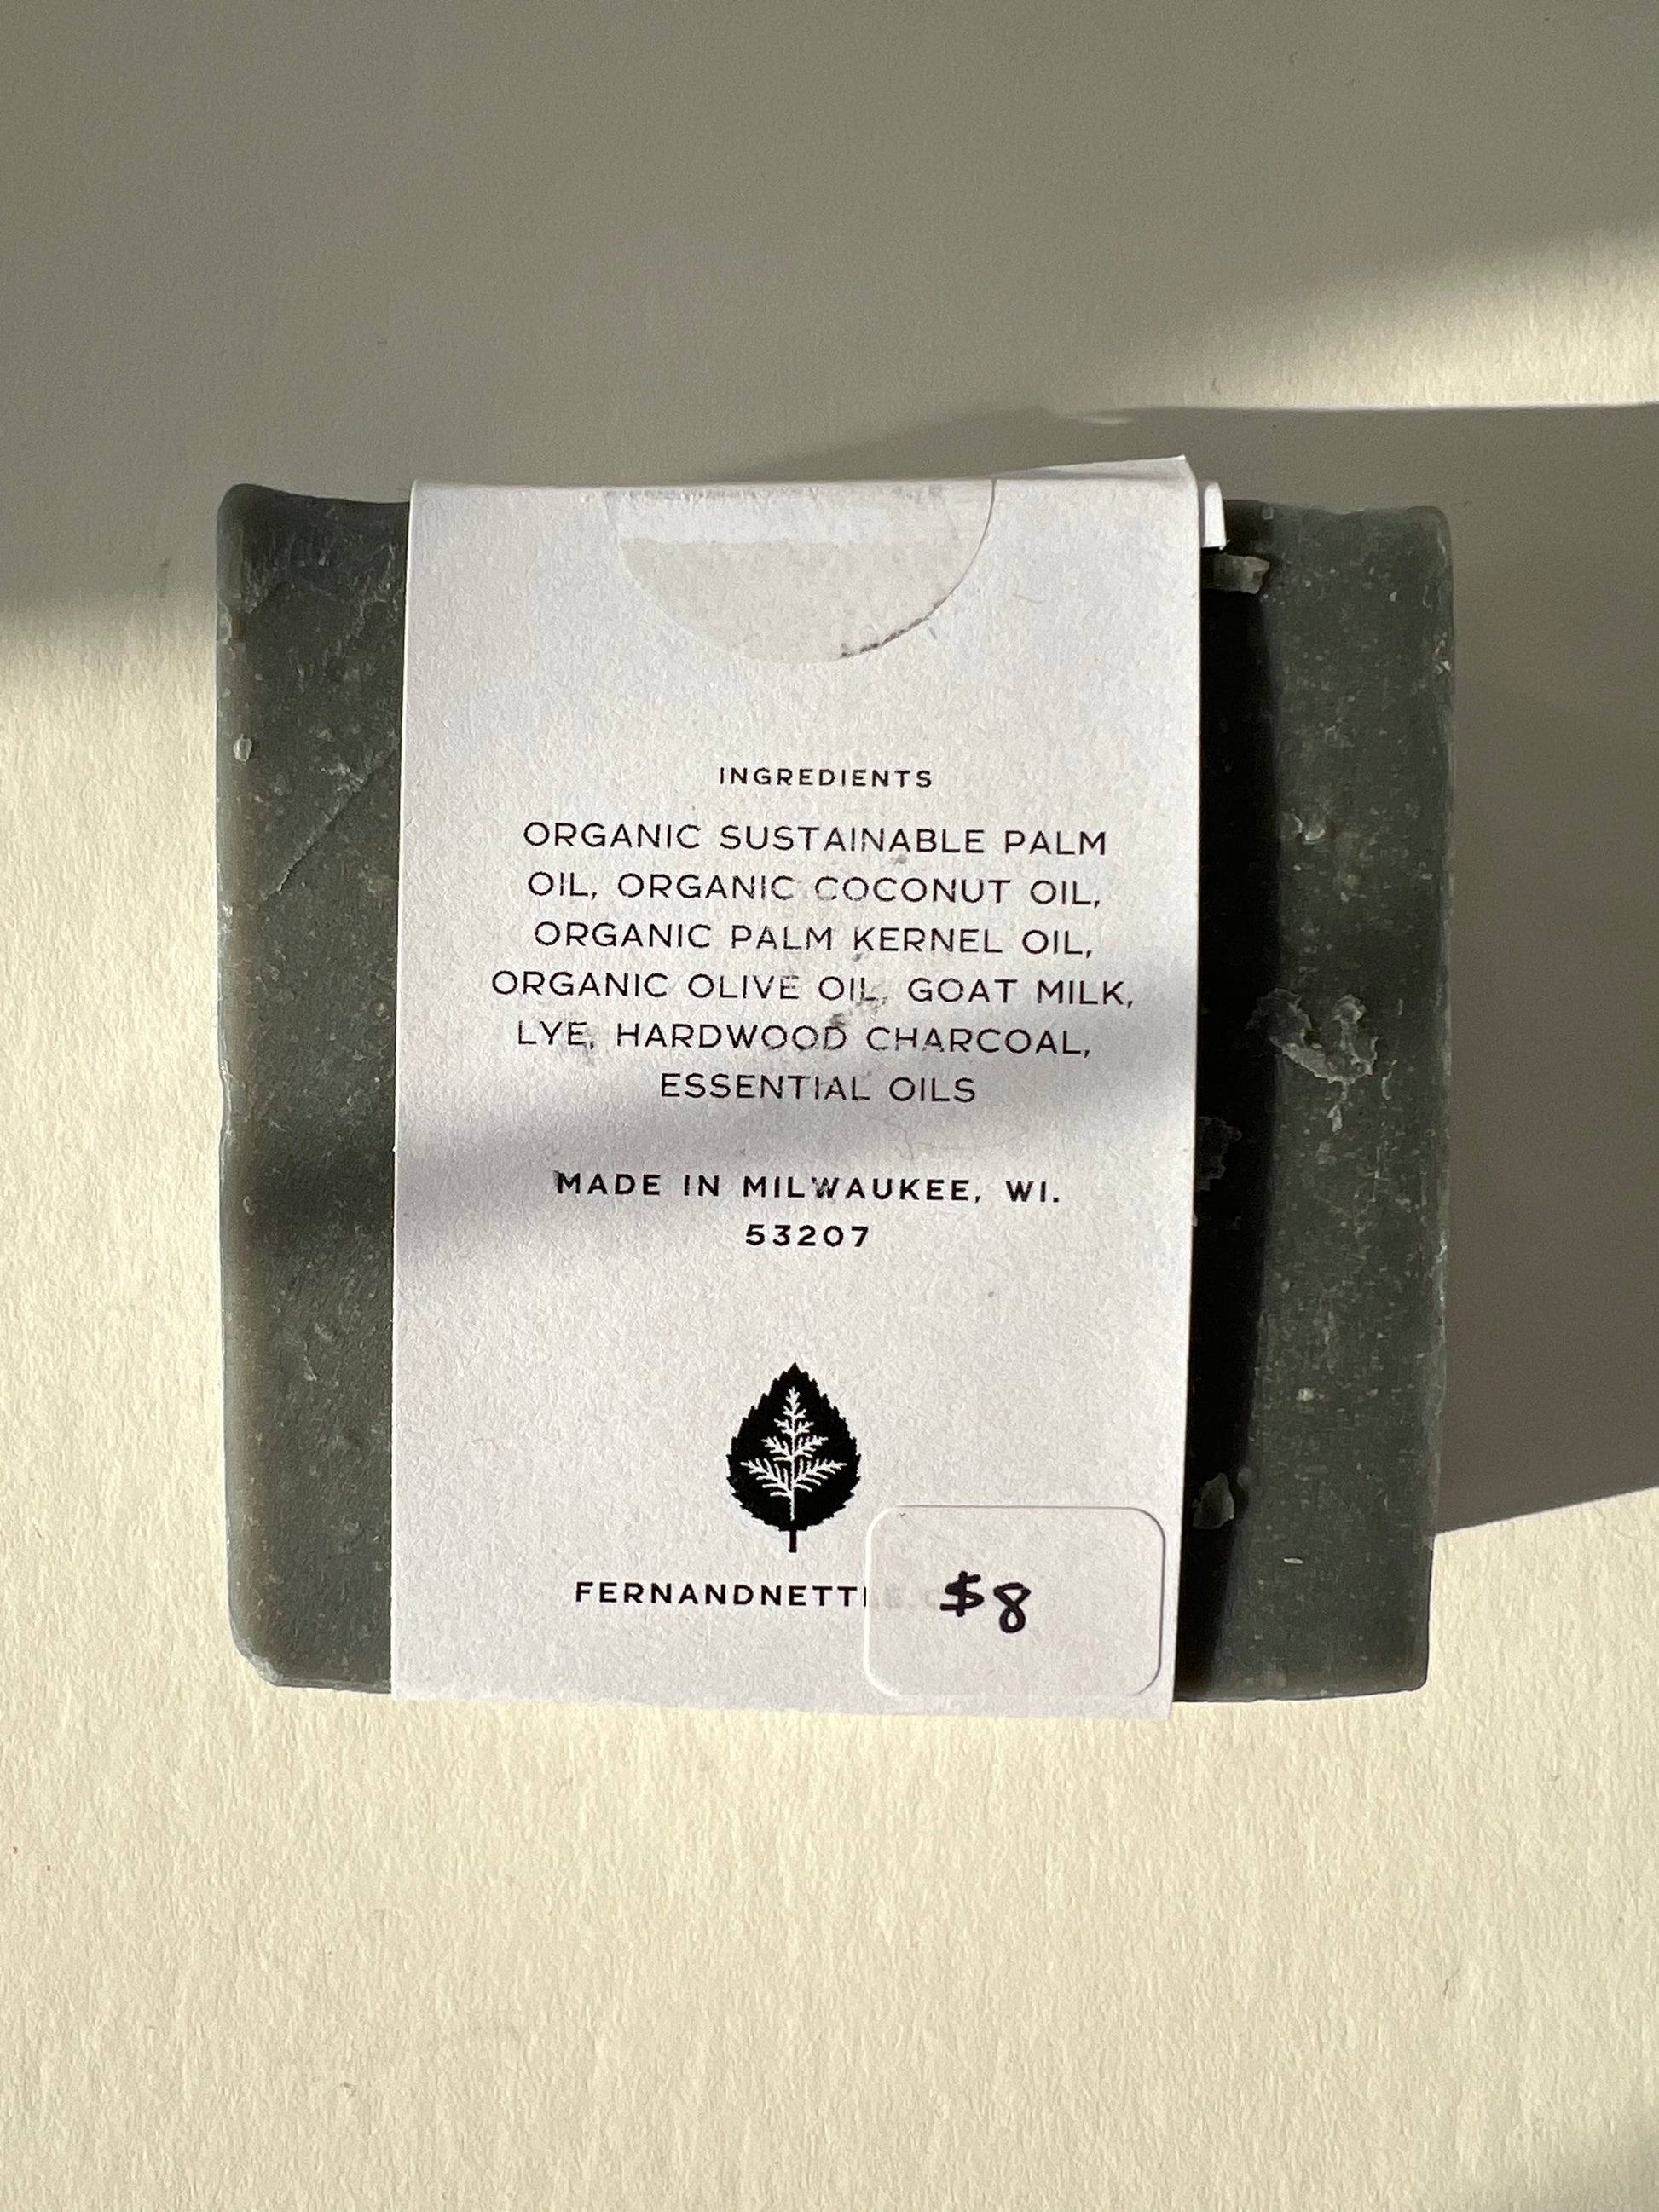 INGREDIENTS
ORGANIC SUSTAINABLE PALM
OIL, ORGANIC COCONUT OIL,
ORGANIC PALM KERNEL OIL,
ORGANIC OLIVE OIL, GOAT MILK,
LYE, HARDWOOD CHARCOAL,
ESSENTIAL OILS
MADE IN MILWAUKEE, WI.
53207
$8